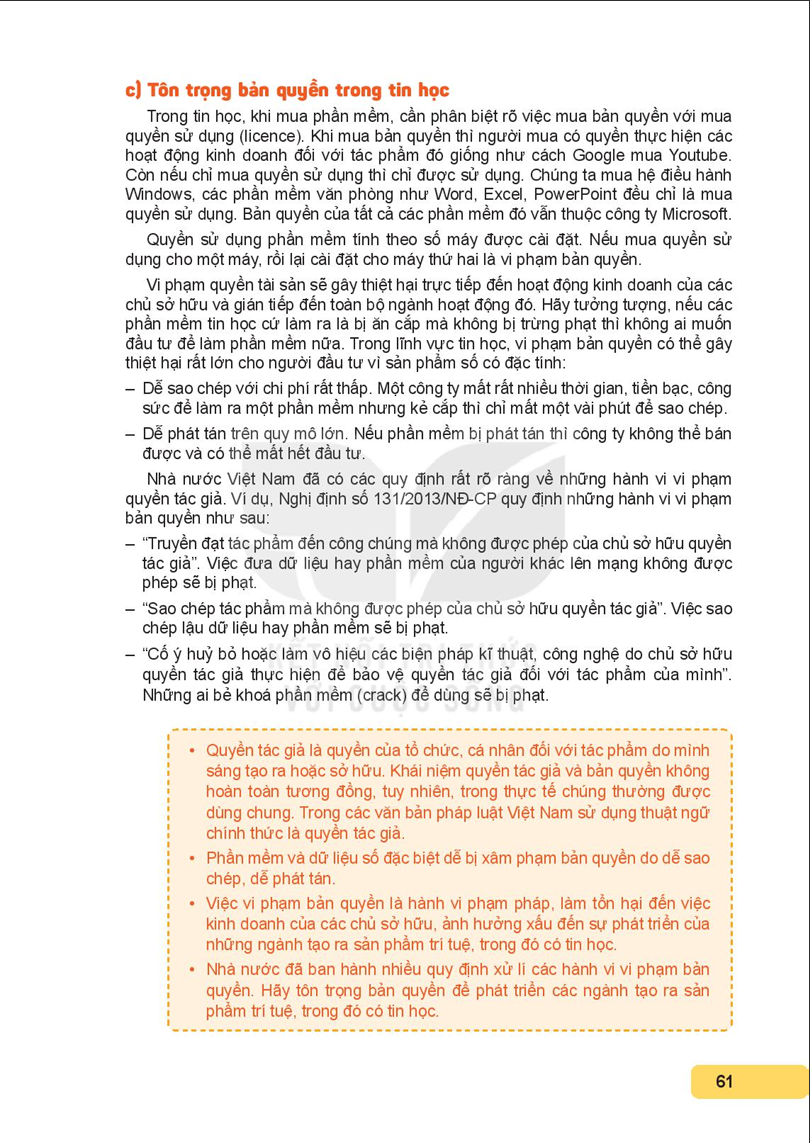 c) Tôn trọng bản quyền trong tin học
Trong tin học, khi mua phần mềm, cần phân biệt rõ việc mua bản quyền với mua
quyền sử dụng (licence). Khi mua bản quyền thì người mua có quyền thực hiện các
hoạt động kinh doanh đối với tác phẩm đó giống như cách Google mua Youtube.
Còn nếu chỉ mua quyền sử dụng thì chỉ được sử dụng. Chúng ta mua hệ điều hành
Windows, các phần mềm văn phòng như Word, Excel, PowerPoint đều chỉ là mua
quyền sử dụng. Bản quyền của tất cả các phần mềm đó vẫn thuộc công ty Microsoft.
Quyền sử dụng phần mềm tính theo số máy được cài đặt. Nếu mua quyền sử
dụng cho một máy, rồi lại cài đặt cho máy thứ hai là vi phạm bản quyền.
Vi phạm quyền tài sản sẽ gây thiệt hại trực tiếp đến hoạt động kinh doanh của các
chủ sở hữu và gián tiếp đến toàn bộ ngành hoạt động đó. Hãy tưởng tượng, nếu các
phần mềm tin học cứ làm ra là bị ăn cắp mà không bị trừng phạt thì không ai muốn
đầu tư để làm phần mềm nữa. Trong lĩnh vực tin học, vi phạm bản quyền có thể gây
thiệt hại rất lớn cho người đầu tư vì sản phẩm số có đặc tính:
– Dễ sao chép với chi phí rất thấp. Một công ty mất rất nhiều thời gian, tiền bạc, công
sức để làm ra một phần mềm nhưng kẻ cắp thì chỉ mất một vài phút để sao chép.
– Dễ phát tán trên quy mô lớn. Nếu phần mềm bị phát tán thì công ty không thể bán
được và có thể mất hết đầu tư.
Nhà nước Việt Nam đã có các quy định rất rõ ràng về những hành vi vi phạm
quyền tác giả. Ví dụ, Nghị định số 131/2013/NĐ-CP quy định những hành vi vi phạm
bản quyền như sau:
– “Truyền đạt tác phẩm đến công chúng mà không được phép của chủ sở hữu quyền
tác giả”. Việc đưa dữ liệu hay phần mềm của người khác lên mạng không được
phép sẽ bị phạt.
– “Sao chép tác phẩm mà không được phép của chủ sở hữu quyền tác giả”. Việc sao
chép lậu dữ liệu hay phần mềm sẽ bị phạt.
– “Cố ý huỷ bỏ hoặc làm vô hiệu các biện pháp kĩ thuật, công nghệ do chủ sở hữu
quyền tác giả thực hiện để bảo vệ quyền tác giả đối với tác phẩm của mình”.
Những ai bẻ khoá phần mềm (crack) để dùng sẽ bị phạt.
KẾT NỐI TRI THỨC
VỚI CUỘC SỐNG
• Quyền tác giả là quyền của tổ chức, cá nhân đối với tác phẩm do mình
sáng tạo ra hoặc sở hữu. Khái niệm quyền tác giả và bản quyền không
hoàn toàn tương đồng, tuy nhiên, trong thực tế chúng thường được
dùng chung. Trong các văn bản pháp luật Việt Nam sử dụng thuật ngữ
chính thức là quyền tác giả.
• Phần mềm và dữ liệu số đặc biệt dễ bị xâm phạm bản quyền do dễ sao
chép, dễ phát tán.
• Việc vi phạm bản quyền là hành vi phạm pháp, làm tổn hại đến việc
kinh doanh của các chủ sở hữu, ảnh hưởng xấu đến sự phát triển của
những ngành tạo ra sản phẩm trí tuệ, trong đó có tin học.
• Nhà nước đã ban hành nhiều quy định xử lí các hành vi vi phạm bản
quyền. Hãy tôn trọng bản quyền để phát triển các ngành tạo ra sản
phẩm trí tuệ, trong đó có tin học.
61